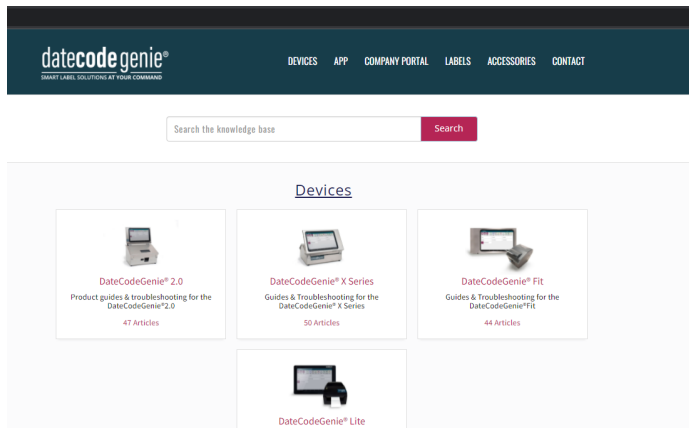 datecode genie®
SMART LABEL SOLUTIONS AT YOUR COMMAND
DEVICES APP COMPANY PORTAL LABELS ACCESSORIES CONTACT
Search the knowledge base
Search
Devices
DateCodeGenie® 2.0
Product guides & troubleshooting for the
DateCodeGenie®2.0
47 Articles
DateCodeGenie® X Series
Guides & Troubleshooting for the
DateCodeGenie® X Series
50 Articles
DateCodeGenie® Fit
Guides & Troubleshooting for the
DateCodeGenie®Fit
44 Articles
DateCodeGenie® Lite